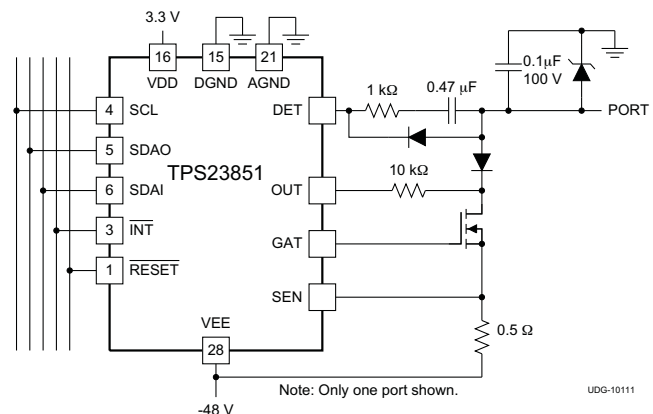 3.3 V
16 15 21
VDD DGND AGND
0.1µF
100 V
1 kΩ 0.47 µF
4 SCL DET PORT
5 SDAO
TPS23851
6 SDAI OUT 10 kΩ
3 INT GAT
1 RESET SEN
VEE 0.5 Ω
28
Note: Only one port shown.
UDG-10111
-48 V